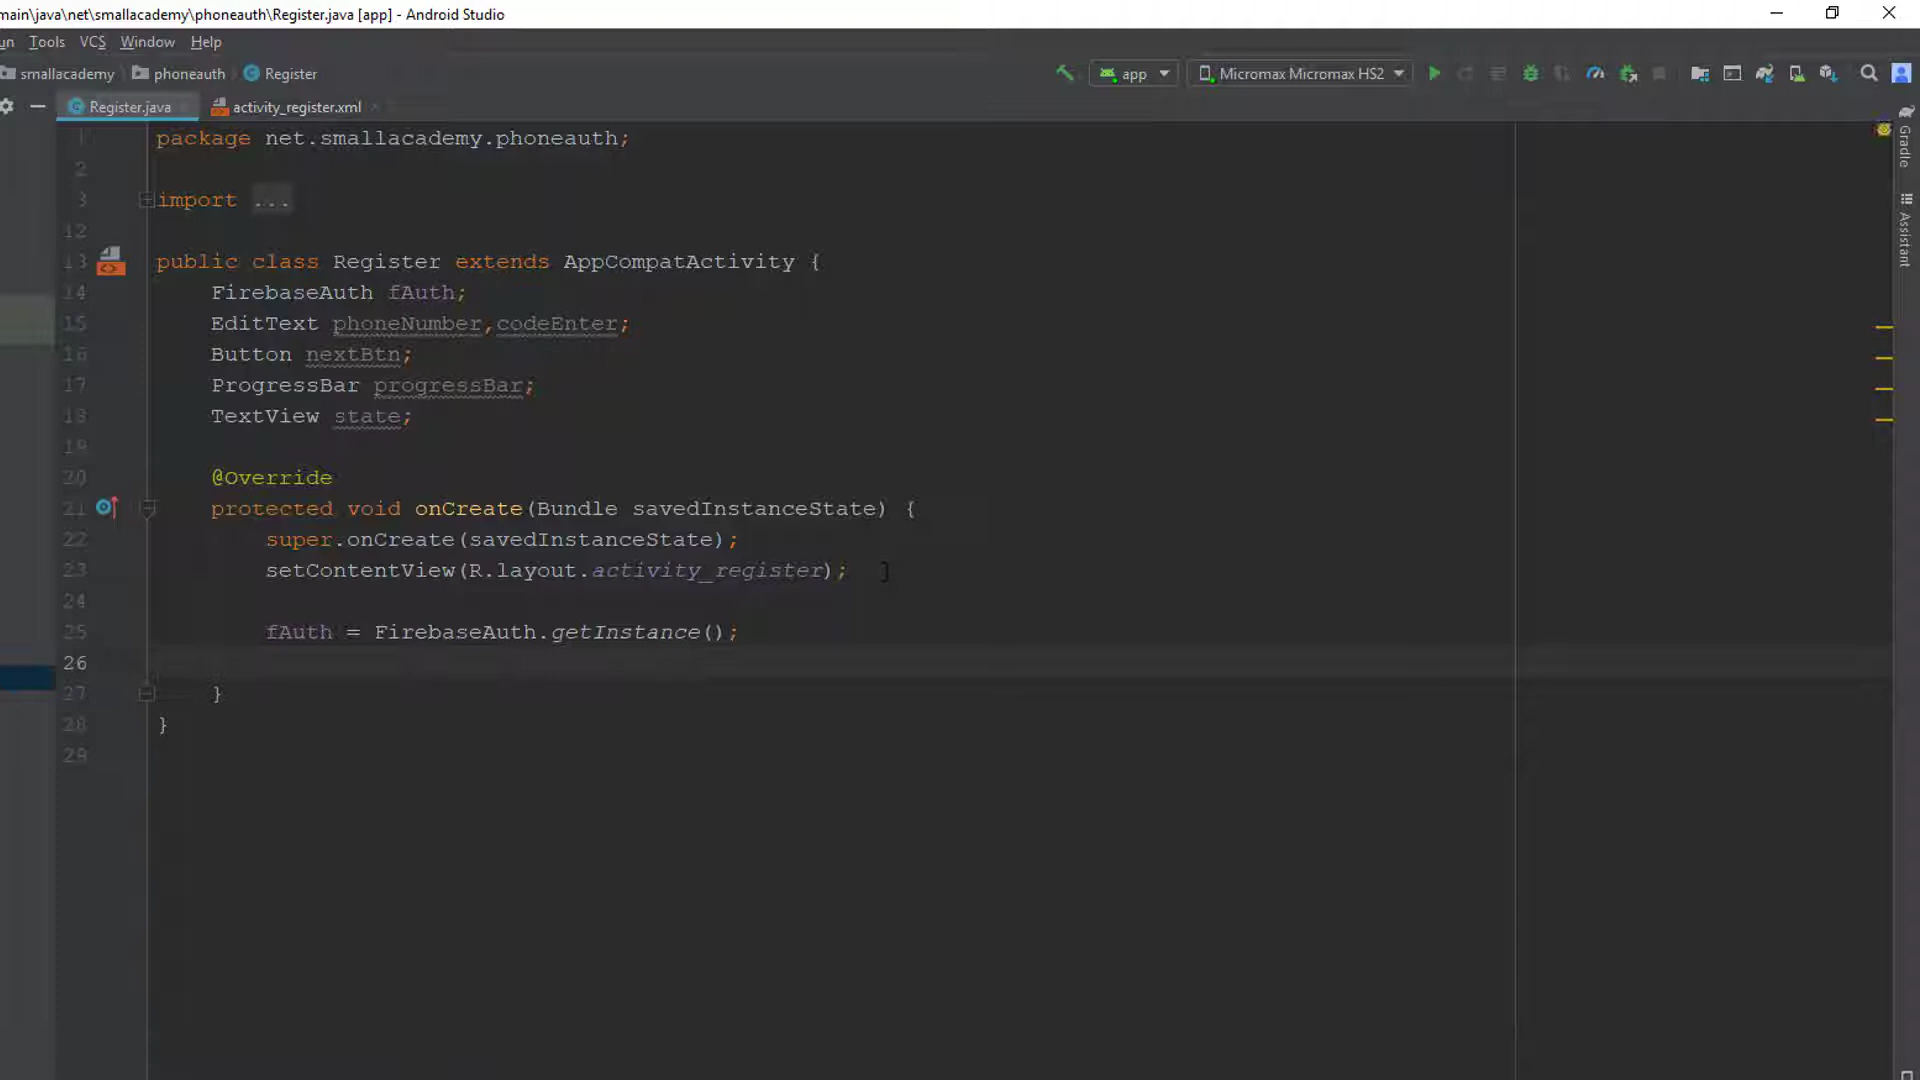 main\java\net\smallacademy\phoneauth\Register.java [app] - Android Studio
un Tools VCS Window Help
smallacademy phoneauth Register app Micromax Micromax HS2
Register.java activity_register.xml
Gradle
Assistant
1 package net.smallacademy.phoneauth;
2
3 import ...
12
13 public class Register extends AppCompatActivity {
14 FirebaseAuth fAuth;
15 EditText phoneNumber,codeEnter;
16 Button nextBtn;
17 ProgressBar progressBar;
18 TextView state;
19
20 @Override
21 protected void onCreate(Bundle savedInstanceState) {
22 super.onCreate(savedInstanceState);
23 setContentView(R.layout.activity_register);
24
25 fAuth = FirebaseAuth.getInstance();
26
27 }
28 }
29